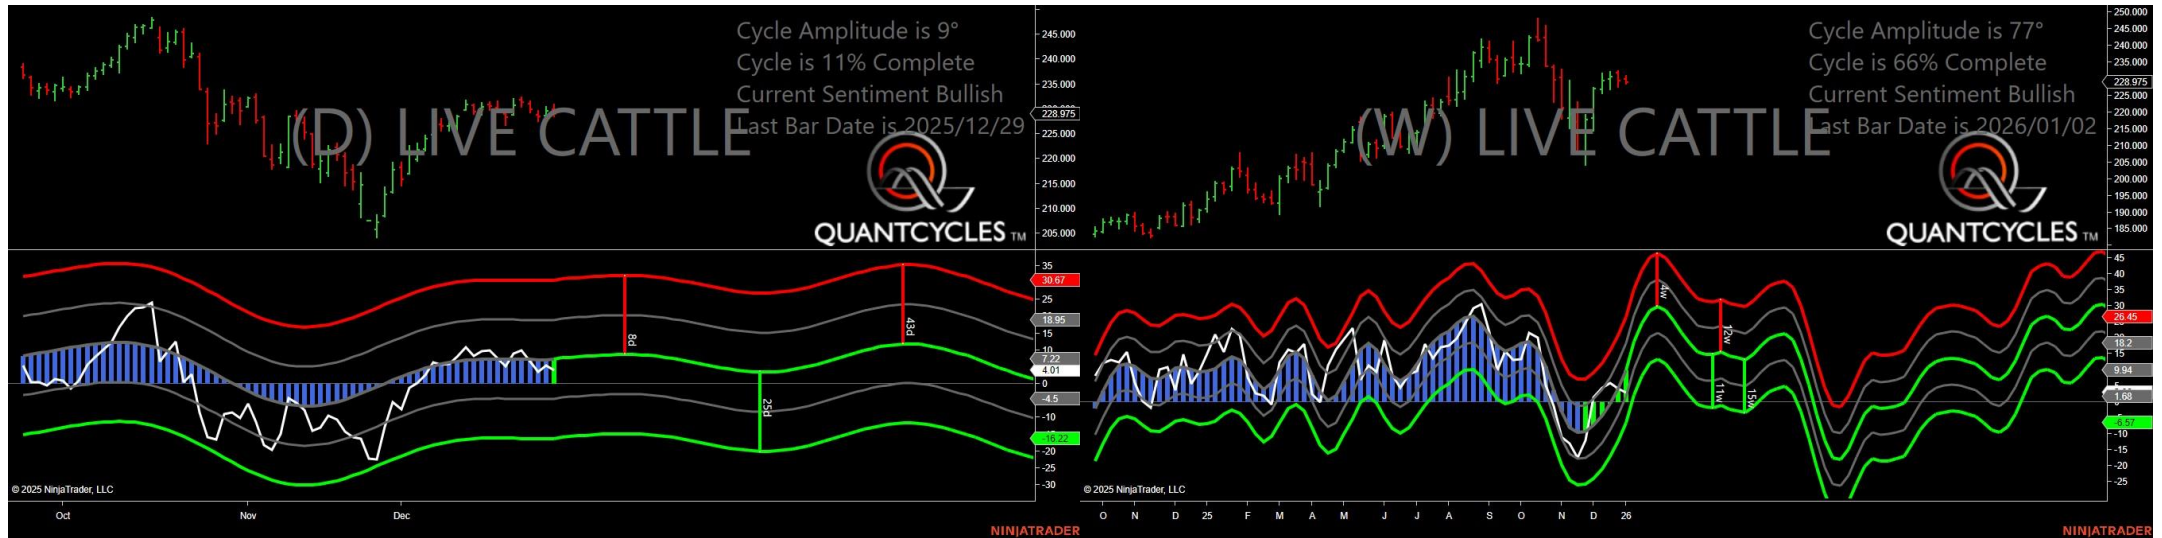 Cycle Amplitude is 9°
Cycle is 11% Complete
Current Sentiment Bullish
Last Bar Date is 2025/12/29
(D) LIVE CATTLE
QUANTCYCLES TM
245.000
240.000
235.000
228.975
225.000
220.000
215.000
210.000
205.000
35
30.67
25
18.95
15
10
7.22
4.01
0
-4.5
-10
-16.22
-20
-25
-30
8d
25d
43d
© 2025 NinjaTrader, LLC
Oct
Nov
Dec
NINJATRADER
Cycle Amplitude is 77°
Cycle is 66% Complete
Current Sentiment Bullish
Last Bar Date is 2026/01/02
(W) LIVE CATTLE
QUANTCYCLES TM
250.000
245.000
240.000
235.000
228.975
225.000
220.000
215.000
210.000
205.000
200.000
195.000
190.000
185.000
45
40
35
30
26.45
18.2
15
9.94
1.68
-6.57
-10
-15
-20
-25
4w
12w
11w
15w
© 2025 NinjaTrader, LLC
O
N
D
25
F
M
A
M
J
J
A
S
O
N
D
26
NINJATRADER